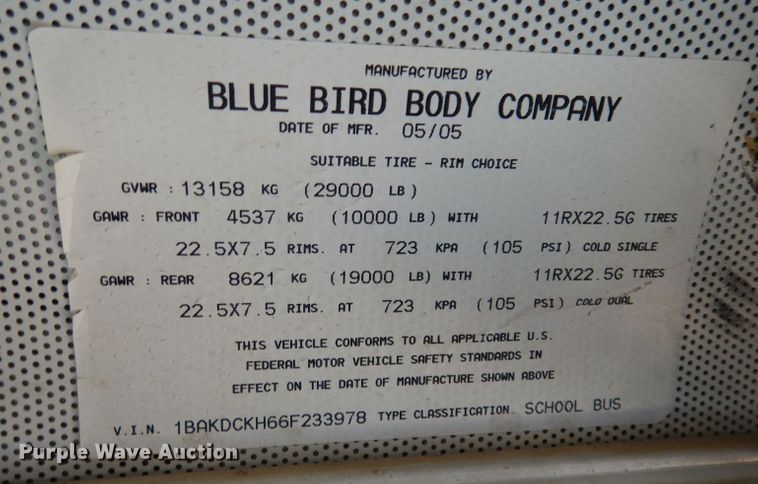 MANUFACTURED BY
BLUE BIRD BODY COMPANY
DATE OF MFR. 05/05
SUITABLE TIRE - RIM CHOICE
GVWR : 13158 KG (29000 LB)
GAWR : FRONT 4537 KG (10000 LB) WITH 11RX22.5G TIRES
22.5X7.5 RIMS. AT 723 KPA (105 PSI) COLD SINGLE
GAWR : REAR 8621 KG (19000 LB) WITH 11RX22.5G TIRES
22.5X7.5 RIMS. AT 723 KPA (105 PSI) COLD DUAL
THIS VEHICLE CONFORMS TO ALL APPLICABLE U.S.
FEDERAL MOTOR VEHICLE SAFETY STANDARDS IN
EFFECT ON THE DATE OF MANUFACTURE SHOWN ABOVE
V.I.N. 1BAKDCKH66F233978 TYPE CLASSIFICATION. SCHOOL BUS
Purple Wave Auction